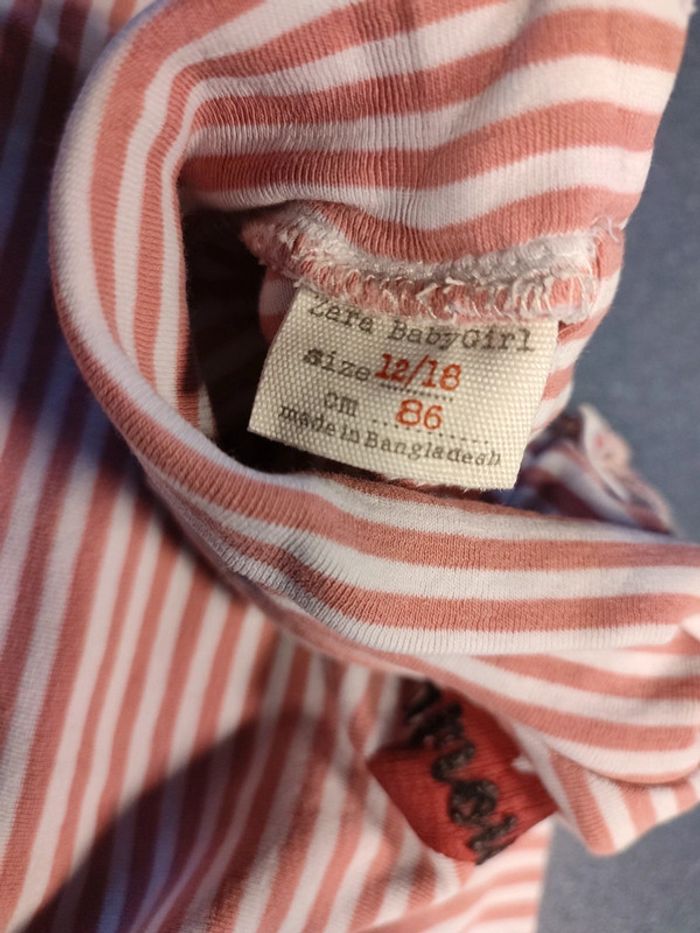 Zara BabyGirl
size 12/18
cm 86
made in Bangladesh